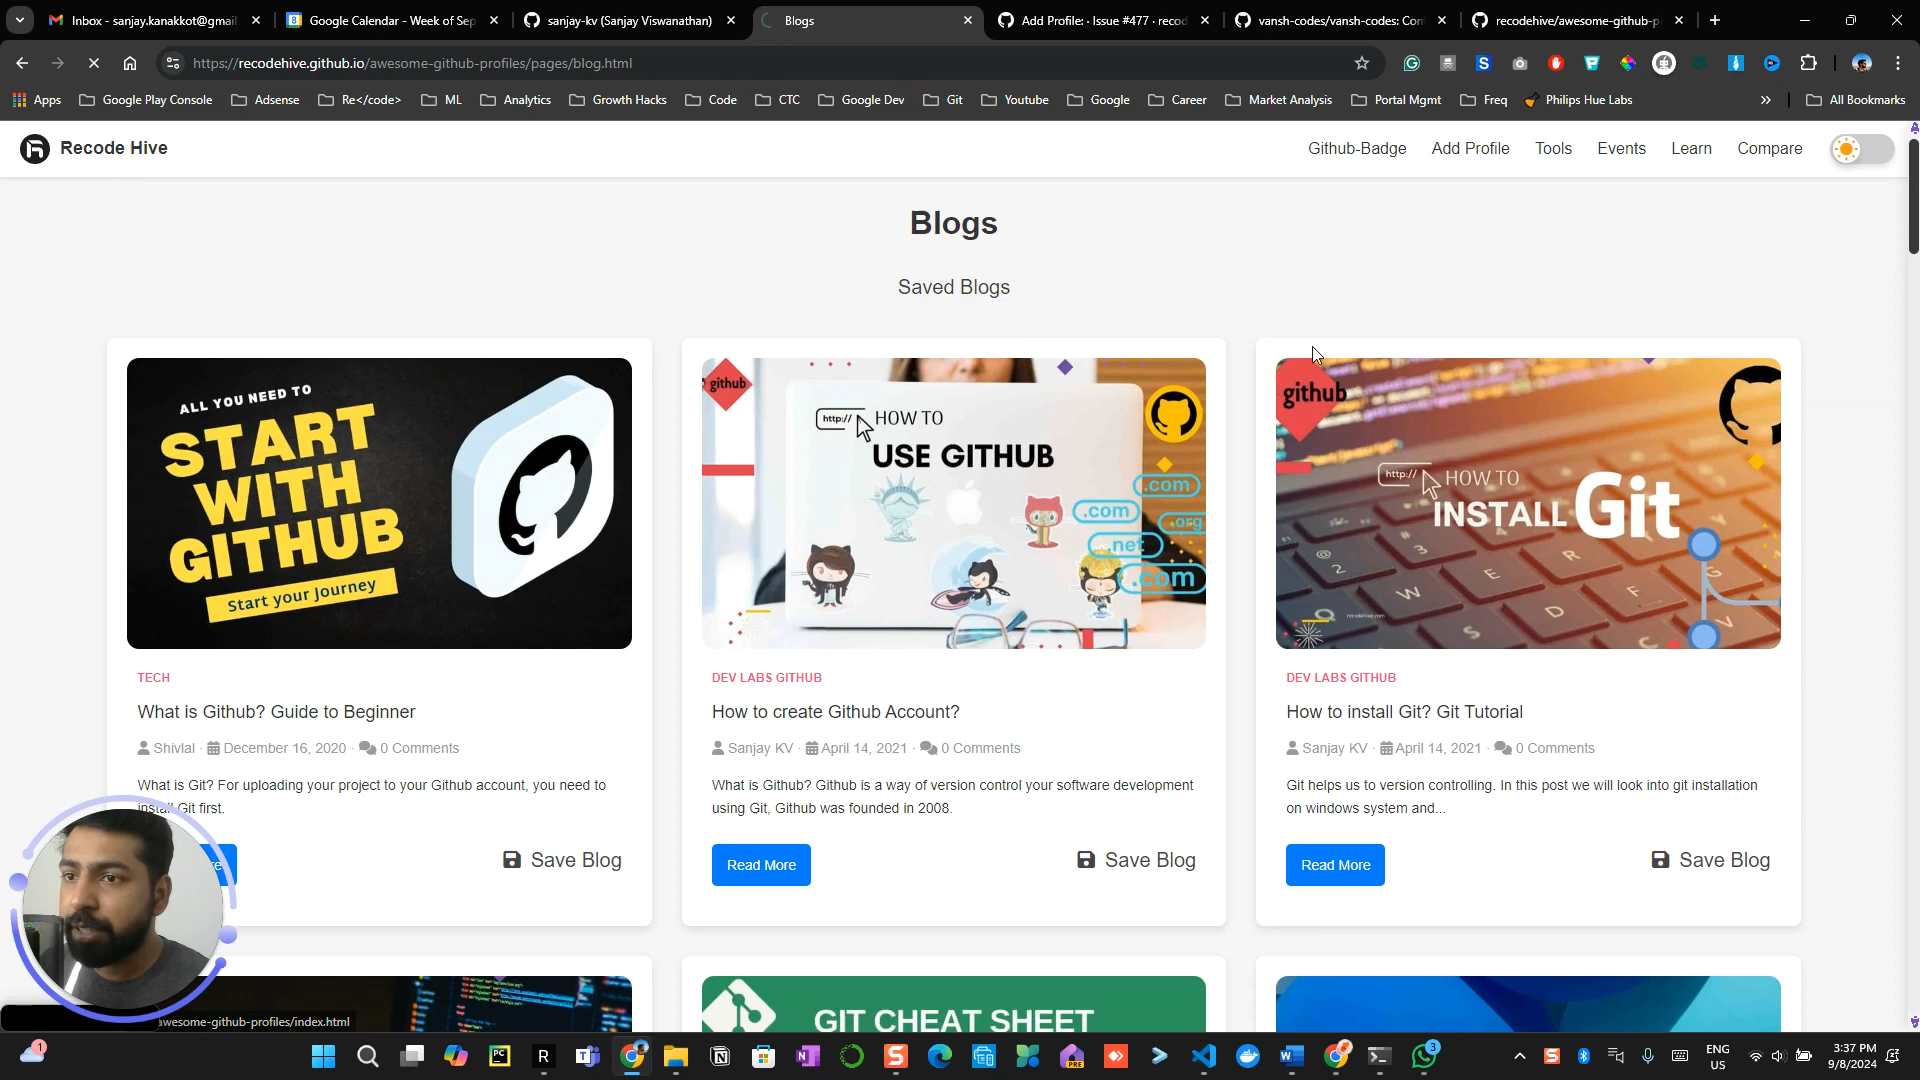 Inbox - sanjay.kanakkot@gmail
Google Calendar - Week of Sep
sanjay-kv (Sanjay Viswanathan)
Blogs
Add Profile: · Issue #477 · recod
vansh-codes/vansh-codes: Con
recodehive/awesome-github-p
https://recodehive.github.io/awesome-github-profiles/pages/blog.html
Apps
Google Play Console
Adsense
Re</code>
ML
Analytics
Growth Hacks
Code
CTC
Google Dev
Git
Youtube
Google
Career
Market Analysis
Portal Mgmt
Freq
Philips Hue Labs
All Bookmarks
Recode Hive
Github-Badge
Add Profile
Tools
Events
Learn
Compare
Blogs
Saved Blogs
ALL YOU NEED TO
START
WITH
GITHUB
Start your Journey
github
http://
HOW TO
USE GITHUB
.com
.com
.org
.net
.com
github
http://
HOW TO
INSTALL Git
TECH
What is Github? Guide to Beginner
Shivlal · December 16, 2020 · 0 Comments
What is Git? For uploading your project to your Github account, you need to
install Git first.
Save Blog
DEV LABS GITHUB
How to create Github Account?
Sanjay KV · April 14, 2021 · 0 Comments
What is Github? Github is a way of version control your software development
using Git, Github was founded in 2008.
Read More
Save Blog
DEV LABS GITHUB
How to install Git? Git Tutorial
Sanjay KV · April 14, 2021 · 0 Comments
Git helps us to version controlling. In this post we will look into git installation
on windows system and...
Read More
Save Blog
GIT CHEAT SHEET
awesome-github-profiles/index.html
1
3
ENG
US
3:37 PM
9/8/2024